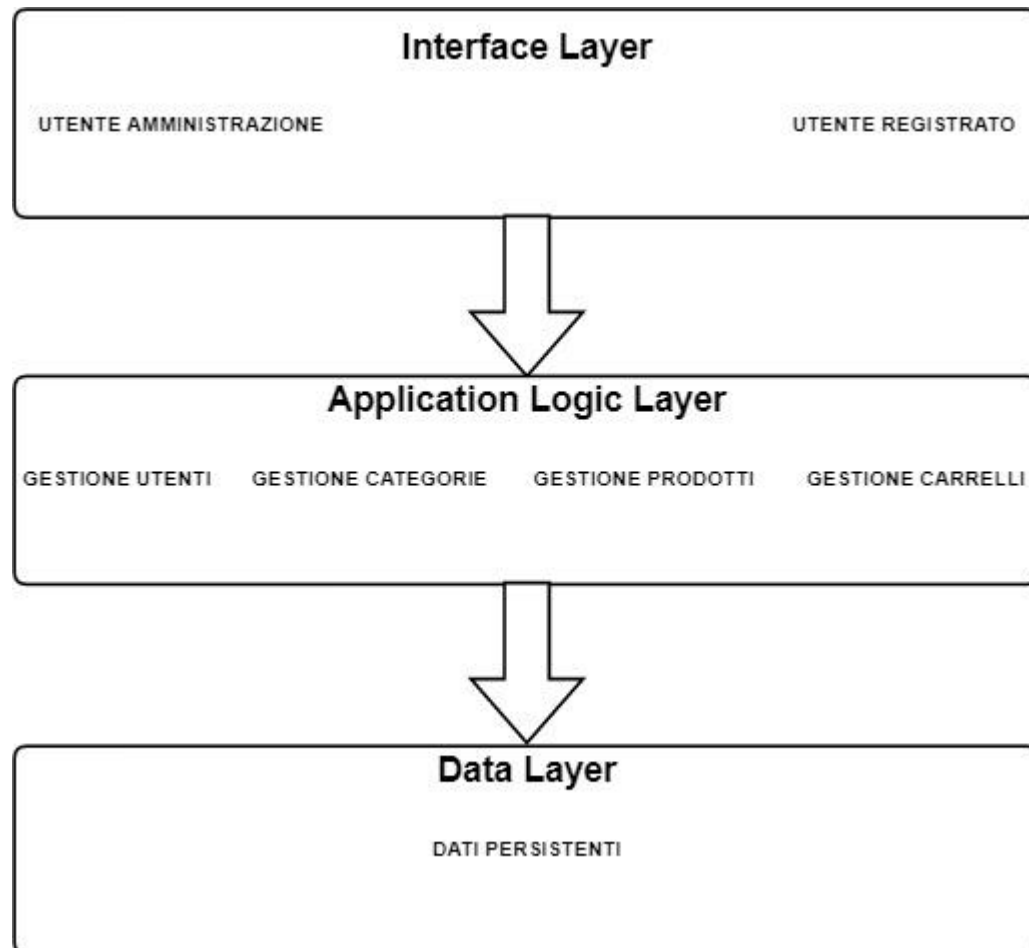 Interface Layer
UTENTE AMMINISTRAZIONE UTENTE REGISTRATO
Application Logic Layer
GESTIONE UTENTI GESTIONE CATEGORIE GESTIONE PRODOTTI GESTIONE CARRELLI
Data Layer
DATI PERSISTENTI